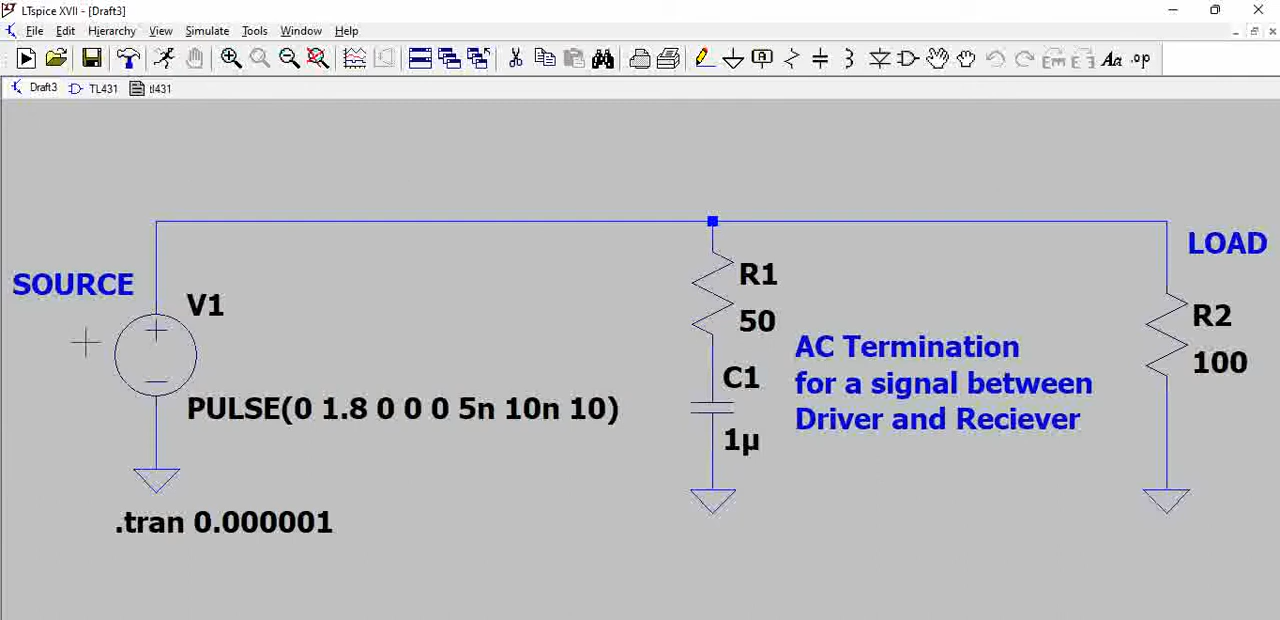 LTspice XVII - [Draft3]
File Edit Hierarchy View Simulate Tools Window Help
Aa .op
Draft3 TL431 tl431
LOAD
SOURCE
V1
R1
50
R2
100
AC Termination
for a signal between
Driver and Reciever
C1
1µ
PULSE(0 1.8 0 0 0 5n 10n 10)
.tran 0.000001